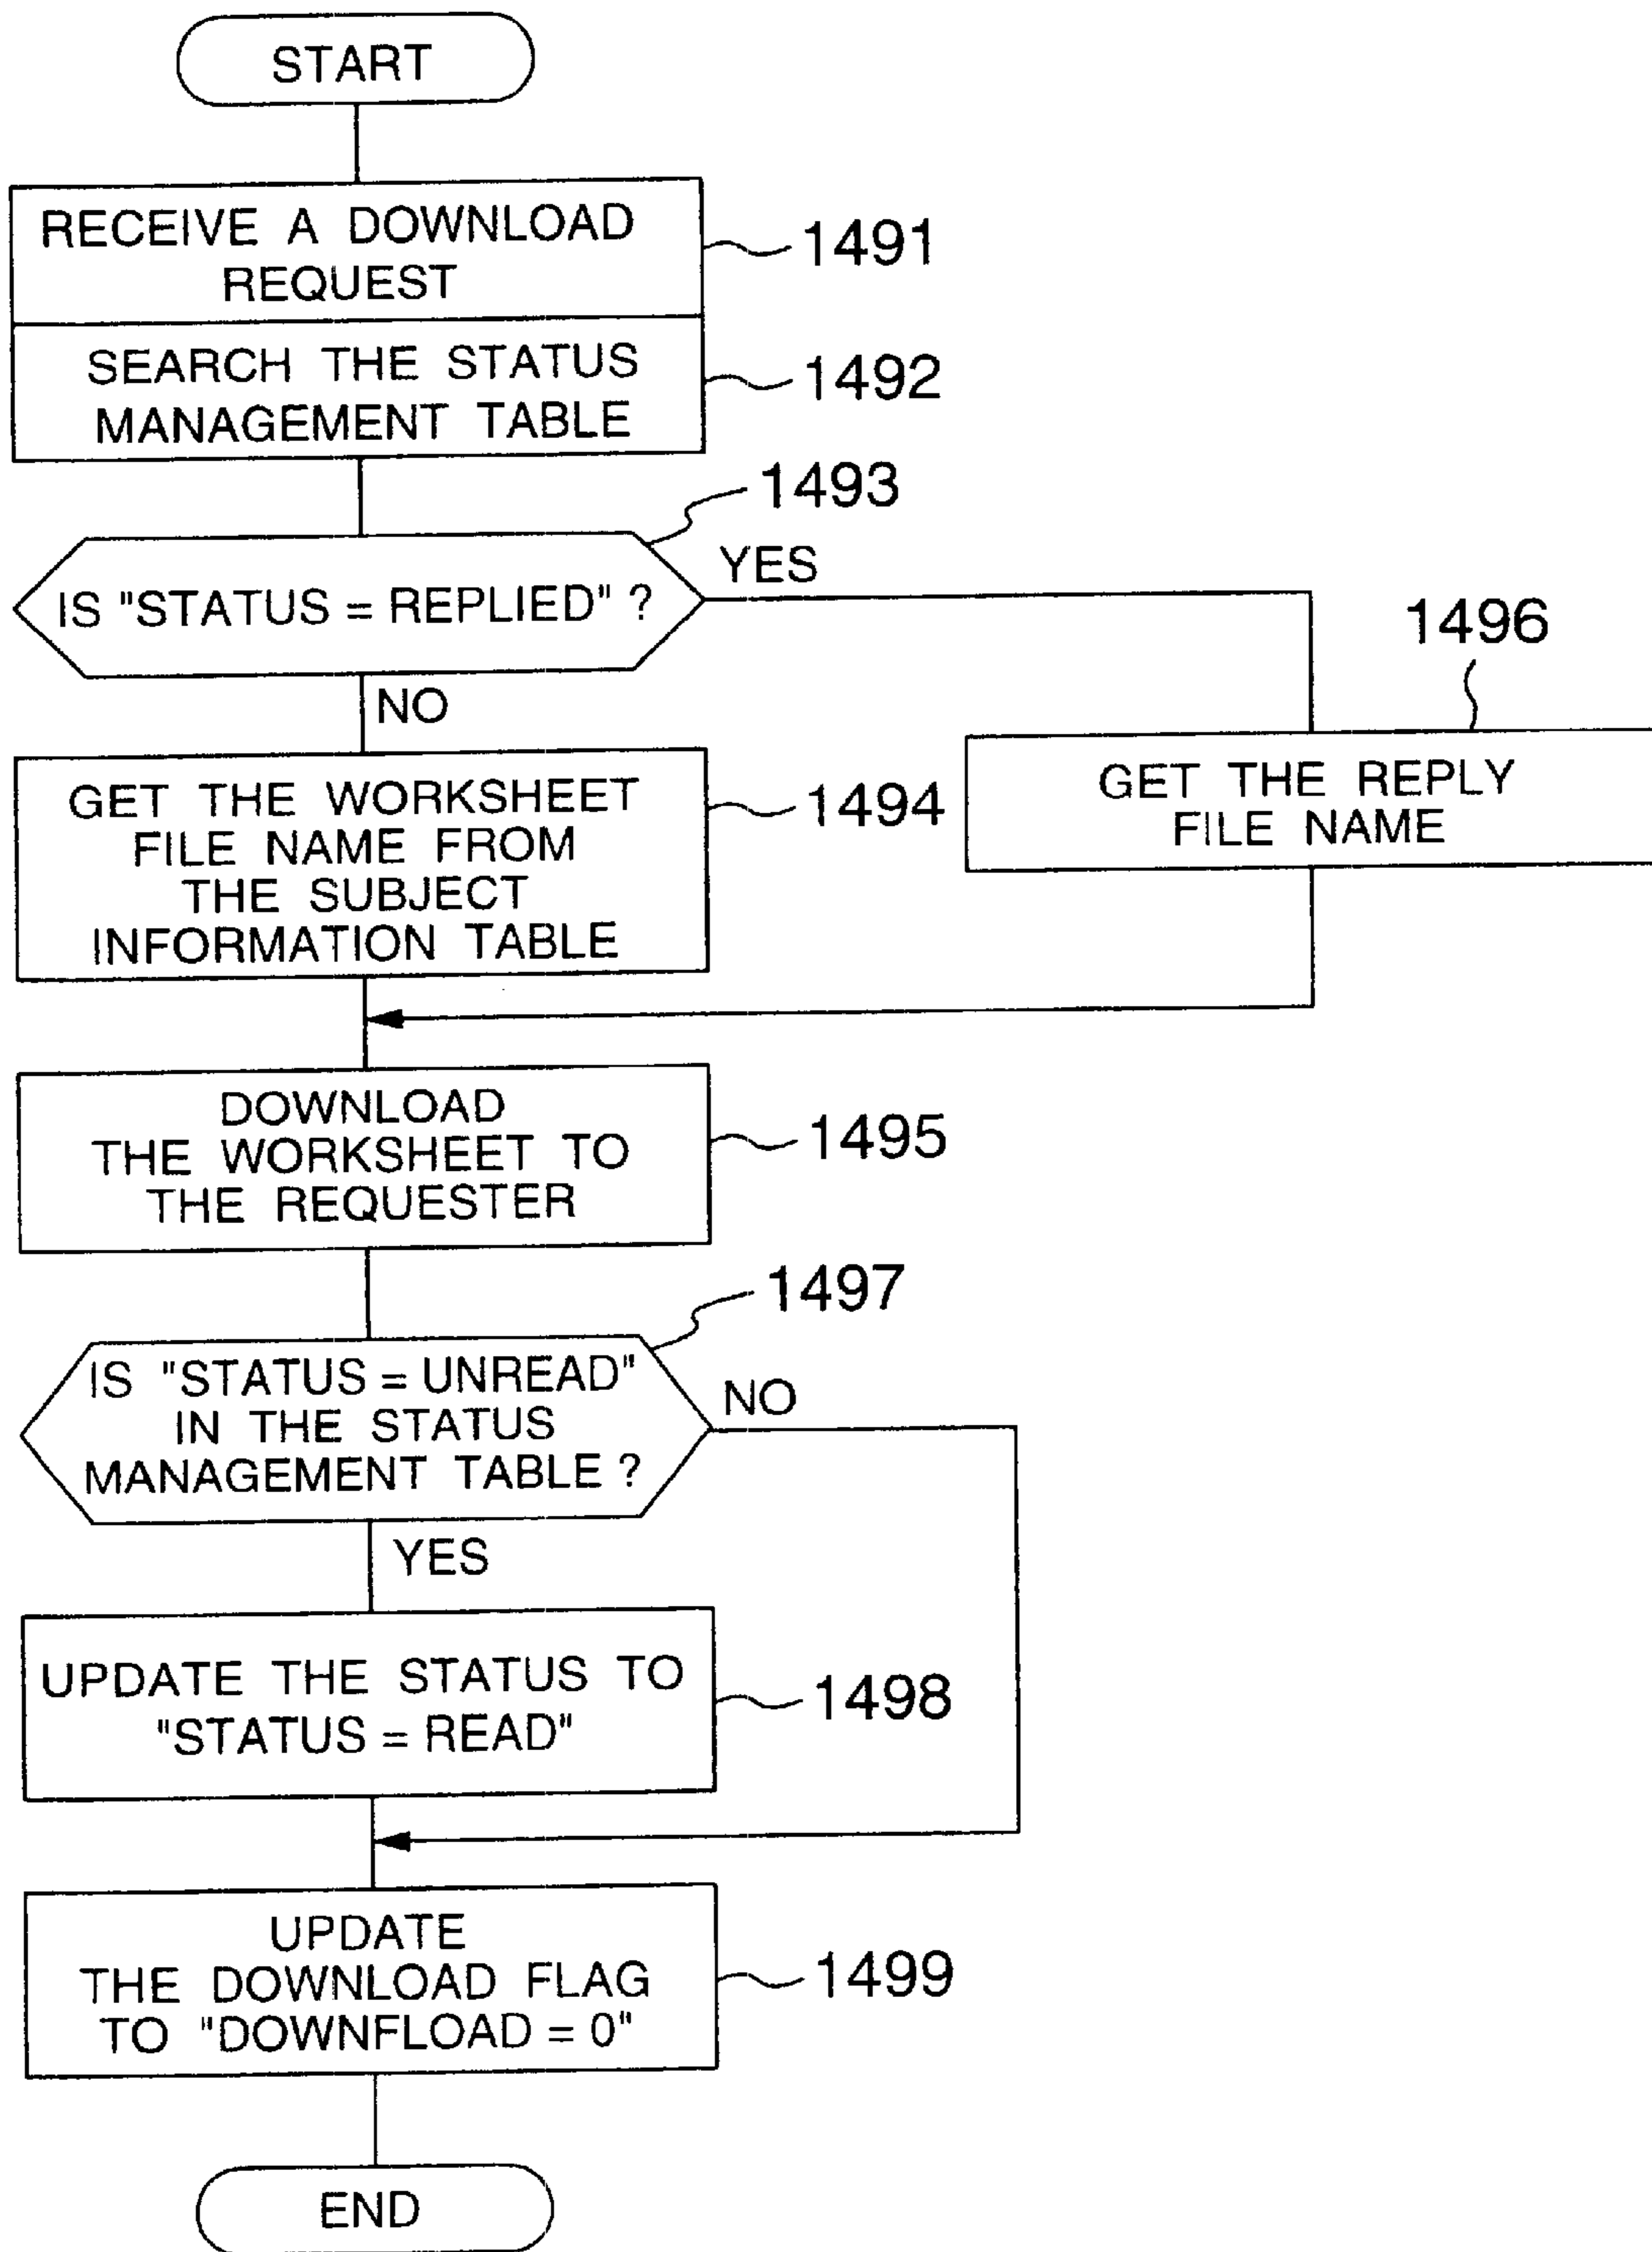 START
RECEIVE A DOWNLOAD
REQUEST
1491
SEARCH THE STATUS
MANAGEMENT TABLE
1492
1493
IS "STATUS = REPLIED" ?
YES
NO
1496
GET THE REPLY
FILE NAME
GET THE WORKSHEET
FILE NAME FROM
THE SUBJECT
INFORMATION TABLE
1494
DOWNLOAD
THE WORKSHEET TO
THE REQUESTER
1495
1497
IS "STATUS = UNREAD"
IN THE STATUS
MANAGEMENT TABLE ?
NO
YES
UPDATE THE STATUS TO
"STATUS = READ"
1498
UPDATE
THE DOWNLOAD FLAG
TO "DOWNFLOAD = 0"
1499
END